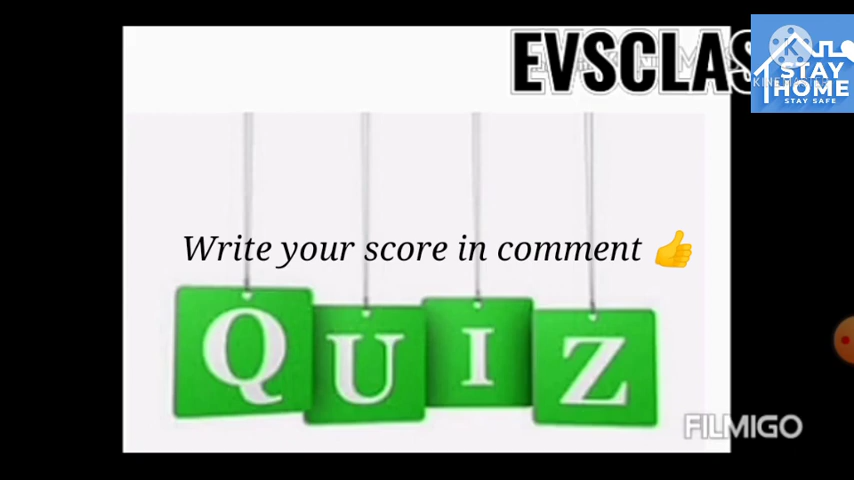 EVSCLAS
STAY
HOME
STAY SAFE
Write your score in comment 👍
QUIZ
FILMIGO